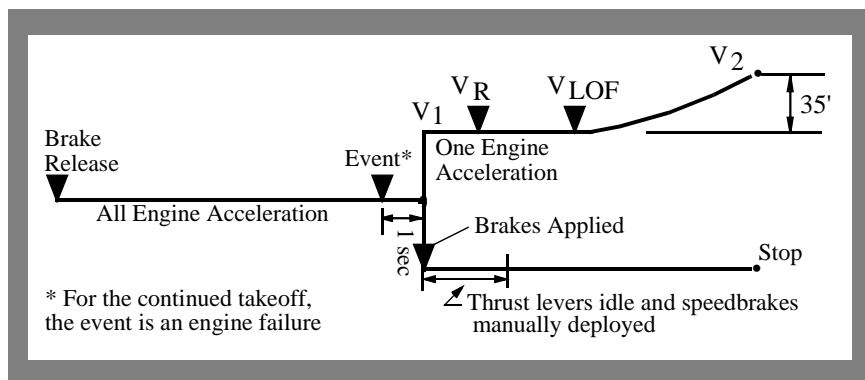 V2
VR
VLOF
V1
35'
Brake
Release
Event*
One Engine
Acceleration
All Engine Acceleration
1 sec
Brakes Applied
Stop
* For the continued takeoff,
the event is an engine failure
Thrust levers idle and speedbrakes
manually deployed